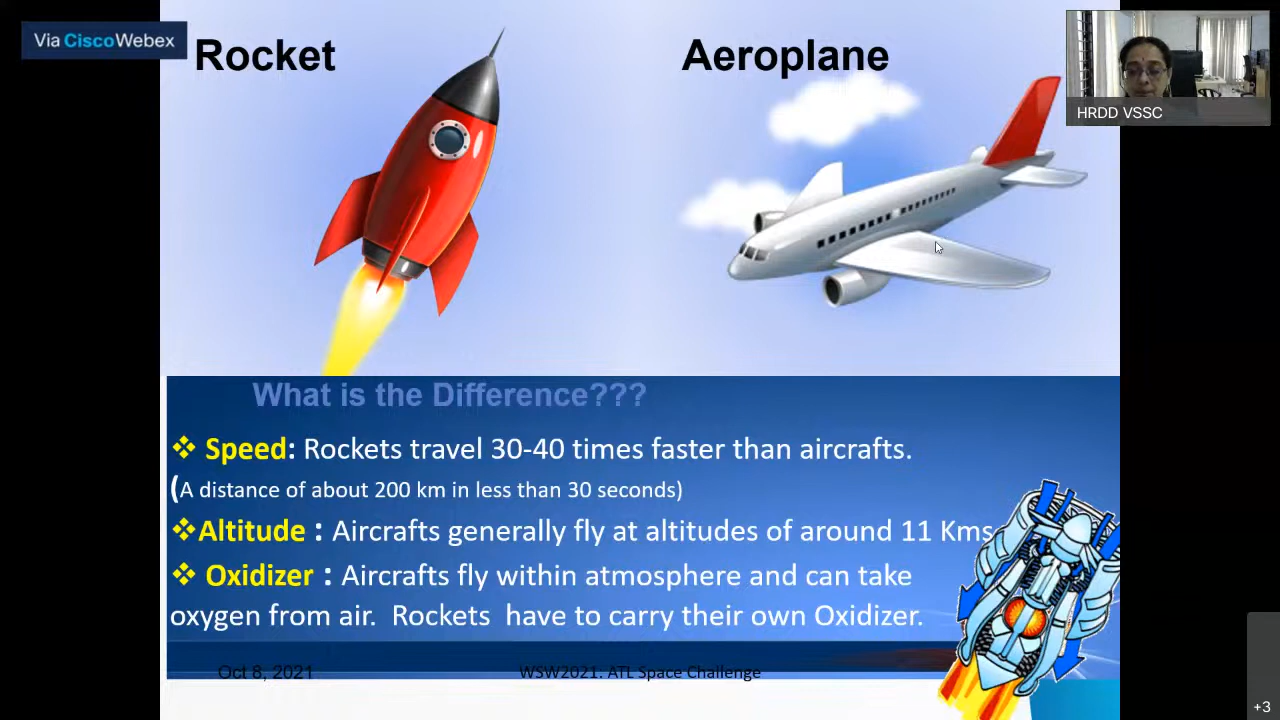 Via CiscoWebex
Rocket
Aeroplane
HRDD VSSC
What is the Difference???
❖ Speed: Rockets travel 30-40 times faster than aircrafts.
(A distance of about 200 km in less than 30 seconds)
❖Altitude : Aircrafts generally fly at altitudes of around 11 Kms
❖ Oxidizer : Aircrafts fly within atmosphere and can take
oxygen from air. Rockets have to carry their own Oxidizer.
Oct 8, 2021
WSW2021: ATL Space Challenge
+3